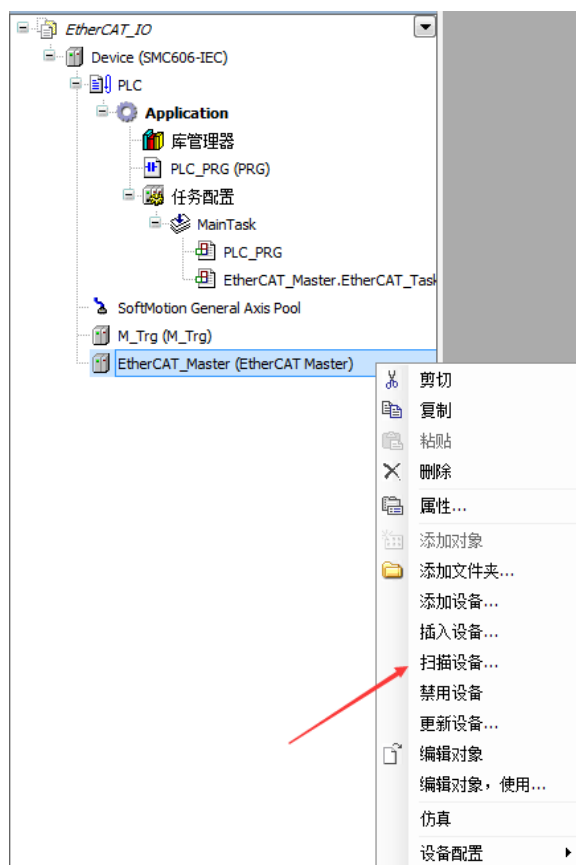 EtherCAT_IO
Device (SMC606-IEC)
PLC
Application
库管理器
PLC_PRG (PRG)
任务配置
MainTask
PLC_PRG
EtherCAT_Master.EtherCAT_Task
SoftMotion General Axis Pool
M_Trg (M_Trg)
EtherCAT_Master (EtherCAT Master)
剪切
复制
粘贴
删除
属性...
添加对象
添加文件夹...
添加设备...
插入设备...
扫描设备...
禁用设备
更新设备...
编辑对象
编辑对象，使用...
仿真
设备配置